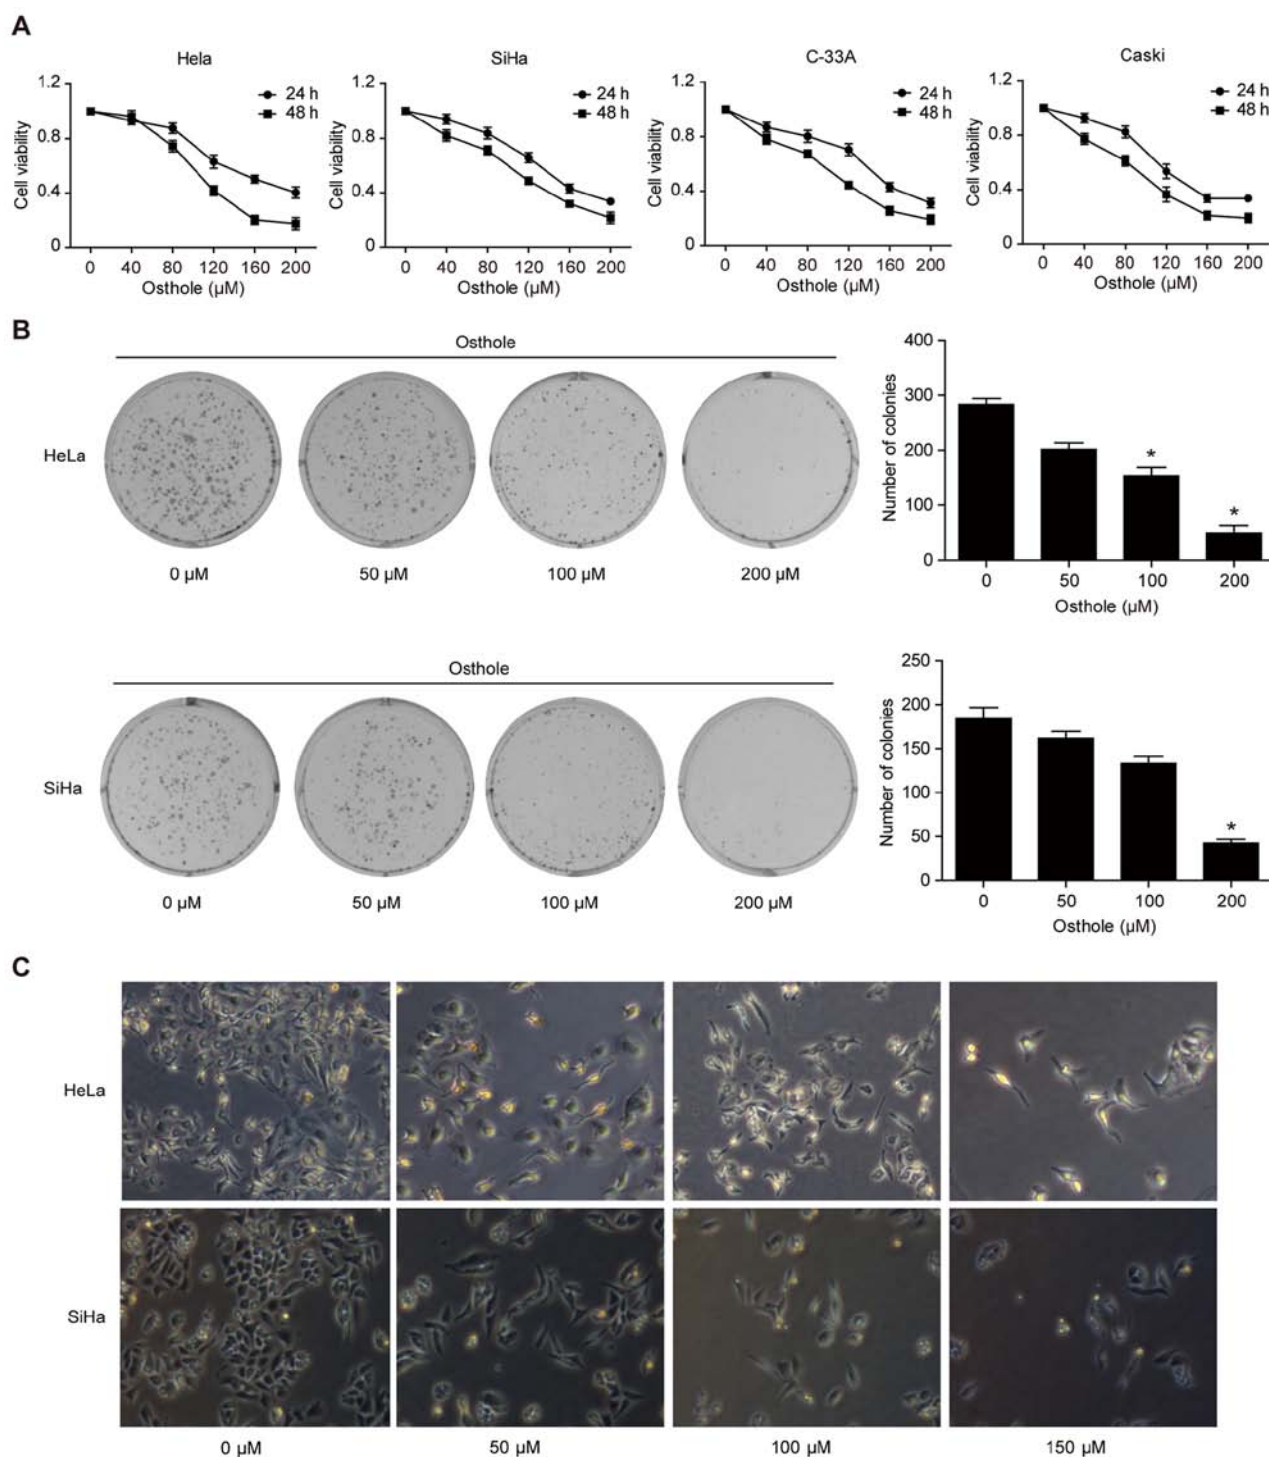 A
Hela
SiHa
C-33A
Caski
1.2
0.8
0.4
0
Cell viability
24 h
48 h
0 40 80 120 160 200
Osthole (µM)
1.2
0.8
0.4
0
Cell viability
24 h
48 h
0 40 80 120 160 200
Osthole (µM)
1.2
0.8
0.4
0
Cell viability
24 h
48 h
0 40 80 120 160 200
Osthole (µM)
1.2
0.8
0.4
0
Cell viability
24 h
48 h
0 40 80 120 160 200
Osthole (µM)
B
Osthole
HeLa
0 µM 50 µM 100 µM 200 µM
400
300
200
100
0
Number of colonies
* *
0 50 100 200
Osthole (µM)
Osthole
SiHa
0 µM 50 µM 100 µM 200 µM
250
200
150
100
50
0
Number of colonies
*
0 50 100 200
Osthole (µM)
C
HeLa
SiHa
0 µM 50 µM 100 µM 150 µM